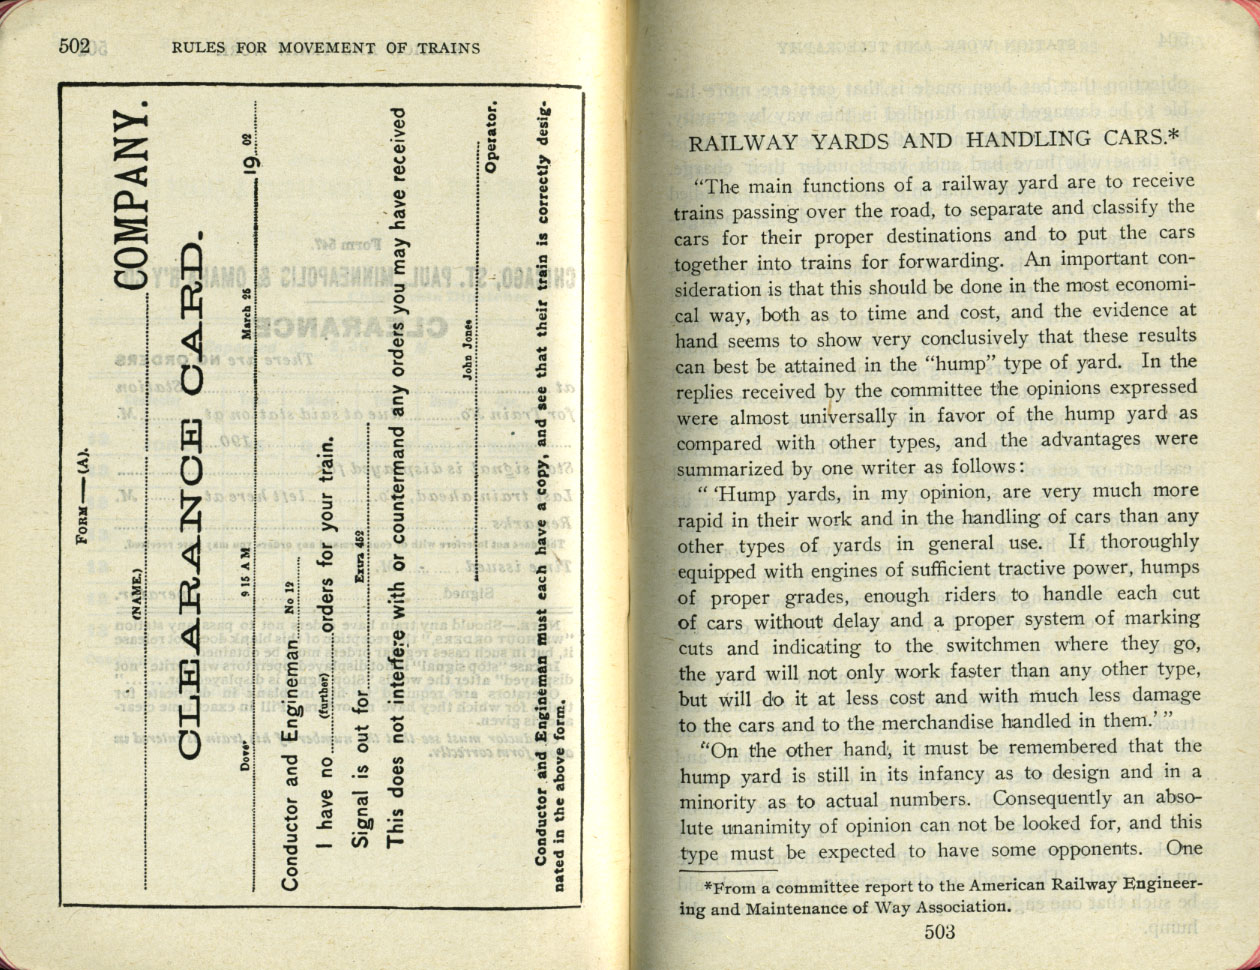 502 RULES FOR MOVEMENT OF TRAINS
FORM—(A).
(NAME.) COMPANY.
CLEARANCE CARD.
Dover 9 15 A M March 25 19 02
Conductor and Engineman No 12
I have no (further) orders for your train.
Signal is out for Extra 452
This does not interfere with or countermand any orders you may have received
John Jones Operator.
Conductor and Engineman must each have a copy, and see that their train is correctly desig-
nated in the above form.
RAILWAY YARDS AND HANDLING CARS.*
“The main functions of a railway yard are to receive
trains passing over the road, to separate and classify the
cars for their proper destinations and to put the cars
together into trains for forwarding. An important con-
sideration is that this should be done in the most economi-
cal way, both as to time and cost, and the evidence at
hand seems to show very conclusively that these results
can best be attained in the “hump” type of yard. In the
replies received by the committee the opinions expressed
were almost universally in favor of the hump yard as
compared with other types, and the advantages were
summarized by one writer as follows:
“ ‘Hump yards, in my opinion, are very much more
rapid in their work and in the handling of cars than any
other types of yards in general use. If thoroughly
equipped with engines of sufficient tractive power, humps
of proper grades, enough riders to handle each cut
of cars without delay and a proper system of marking
cuts and indicating to the switchmen where they go,
the yard will not only work faster than any other type,
but will do it at less cost and with much less damage
to the cars and to the merchandise handled in them.’ ”
“On the other hand, it must be remembered that the
hump yard is still in its infancy as to design and in a
minority as to actual numbers. Consequently an abso-
lute unanimity of opinion can not be looked for, and this
type must be expected to have some opponents. One
*From a committee report to the American Railway Engineer-
ing and Maintenance of Way Association.
503